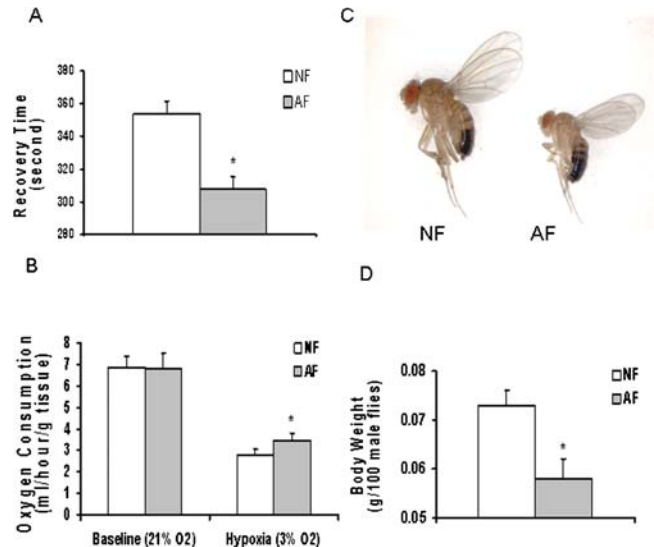 A
Recovery Time
(second)
380
360
340
320
300
280
NF
AF
*
B
Oxygen Consumption
(ml/hour/g tissue)
8
7
6
5
4
3
2
1
0
NF
AF
*
Baseline (21% O2)
Hypoxia (3% O2)
C
NF
AF
D
Body Weight
(g/100 male flies)
0.08
0.07
0.06
0.05
NF
AF
*